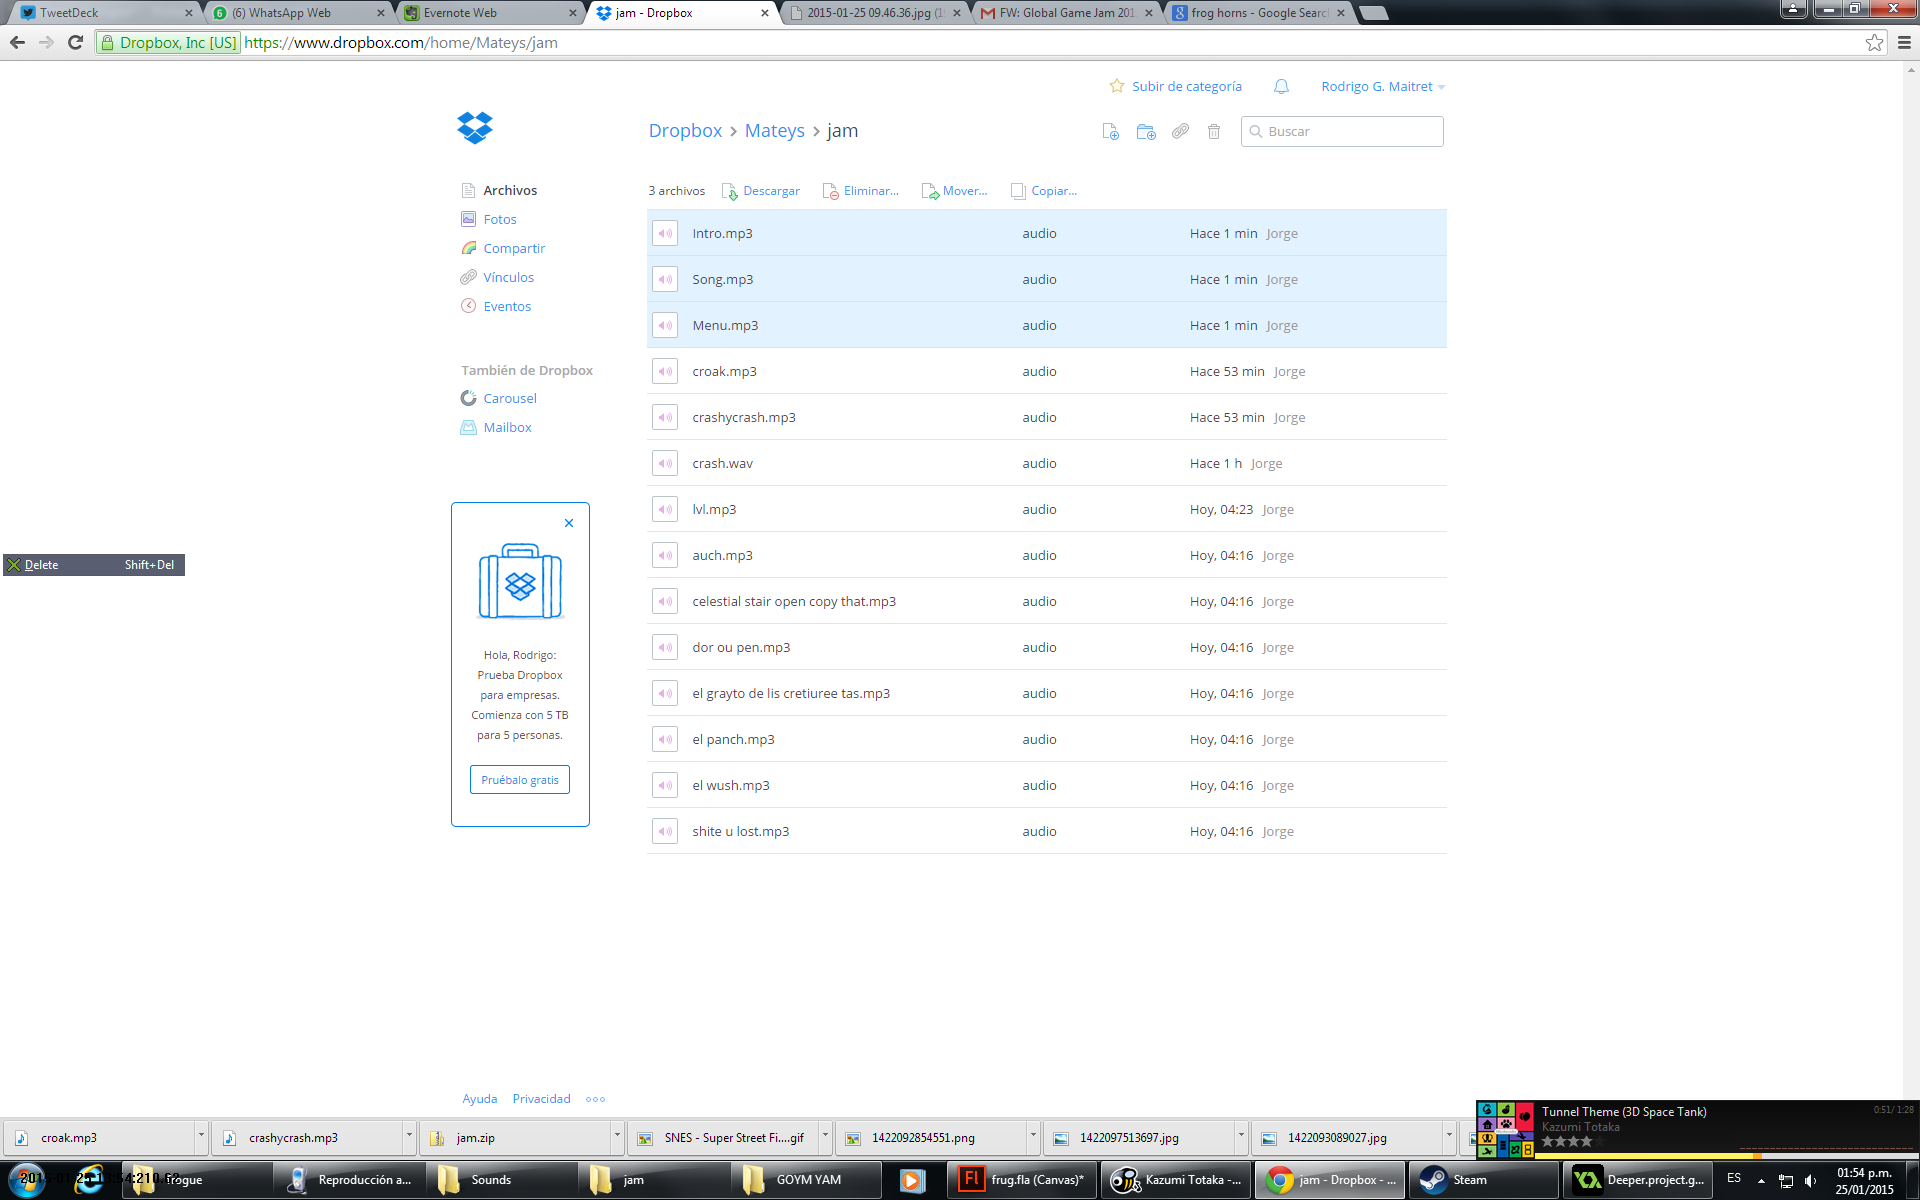 TweetDeck
(6) WhatsApp Web
Evernote Web
jam - Dropbox
2015-01-25 09.46.36.jpg (1
FW: Global Game Jam 201
frog horns - Google Search
Dropbox, Inc [US]
https://www.dropbox.com/home/Mateys/jam
Subir de categoría
Rodrigo G. Maitret
Dropbox › Mateys › jam
Buscar
Archivos
Fotos
Compartir
Vínculos
Eventos
También de Dropbox
Carousel
Mailbox
3 archivos Descargar Eliminar... Mover... Copiar...
Intro.mp3 audio Hace 1 min Jorge
Song.mp3 audio Hace 1 min Jorge
Menu.mp3 audio Hace 1 min Jorge
croak.mp3 audio Hace 53 min Jorge
crashycrash.mp3 audio Hace 53 min Jorge
crash.wav audio Hace 1 h Jorge
lvl.mp3 audio Hoy, 04:23 Jorge
auch.mp3 audio Hoy, 04:16 Jorge
celestial stair open copy that.mp3 audio Hoy, 04:16 Jorge
dor ou pen.mp3 audio Hoy, 04:16 Jorge
el grayto de lis cretiuree tas.mp3 audio Hoy, 04:16 Jorge
el panch.mp3 audio Hoy, 04:16 Jorge
el wush.mp3 audio Hoy, 04:16 Jorge
shite u lost.mp3 audio Hoy, 04:16 Jorge
Delete Shift+Del
Hola, Rodrigo:
Prueba Dropbox
para empresas.
Comienza con 5 TB
para 5 personas.
Pruébalo gratis
Ayuda Privacidad
Tunnel Theme (3D Space Tank)
0:51/ 1:28
Kazumi Totaka
croak.mp3
crashycrash.mp3
jam.zip
SNES - Super Street Fi....gif
1422092854551.png
1422097513697.jpg
1422093089027.jpg
Reproducción a...
Sounds
jam
GOYM YAM
frug.fla (Canvas)*
Kazumi Totaka -...
jam - Dropbox - ...
Steam
Deeper.project.g...
ES
01:54 p.m.
25/01/2015